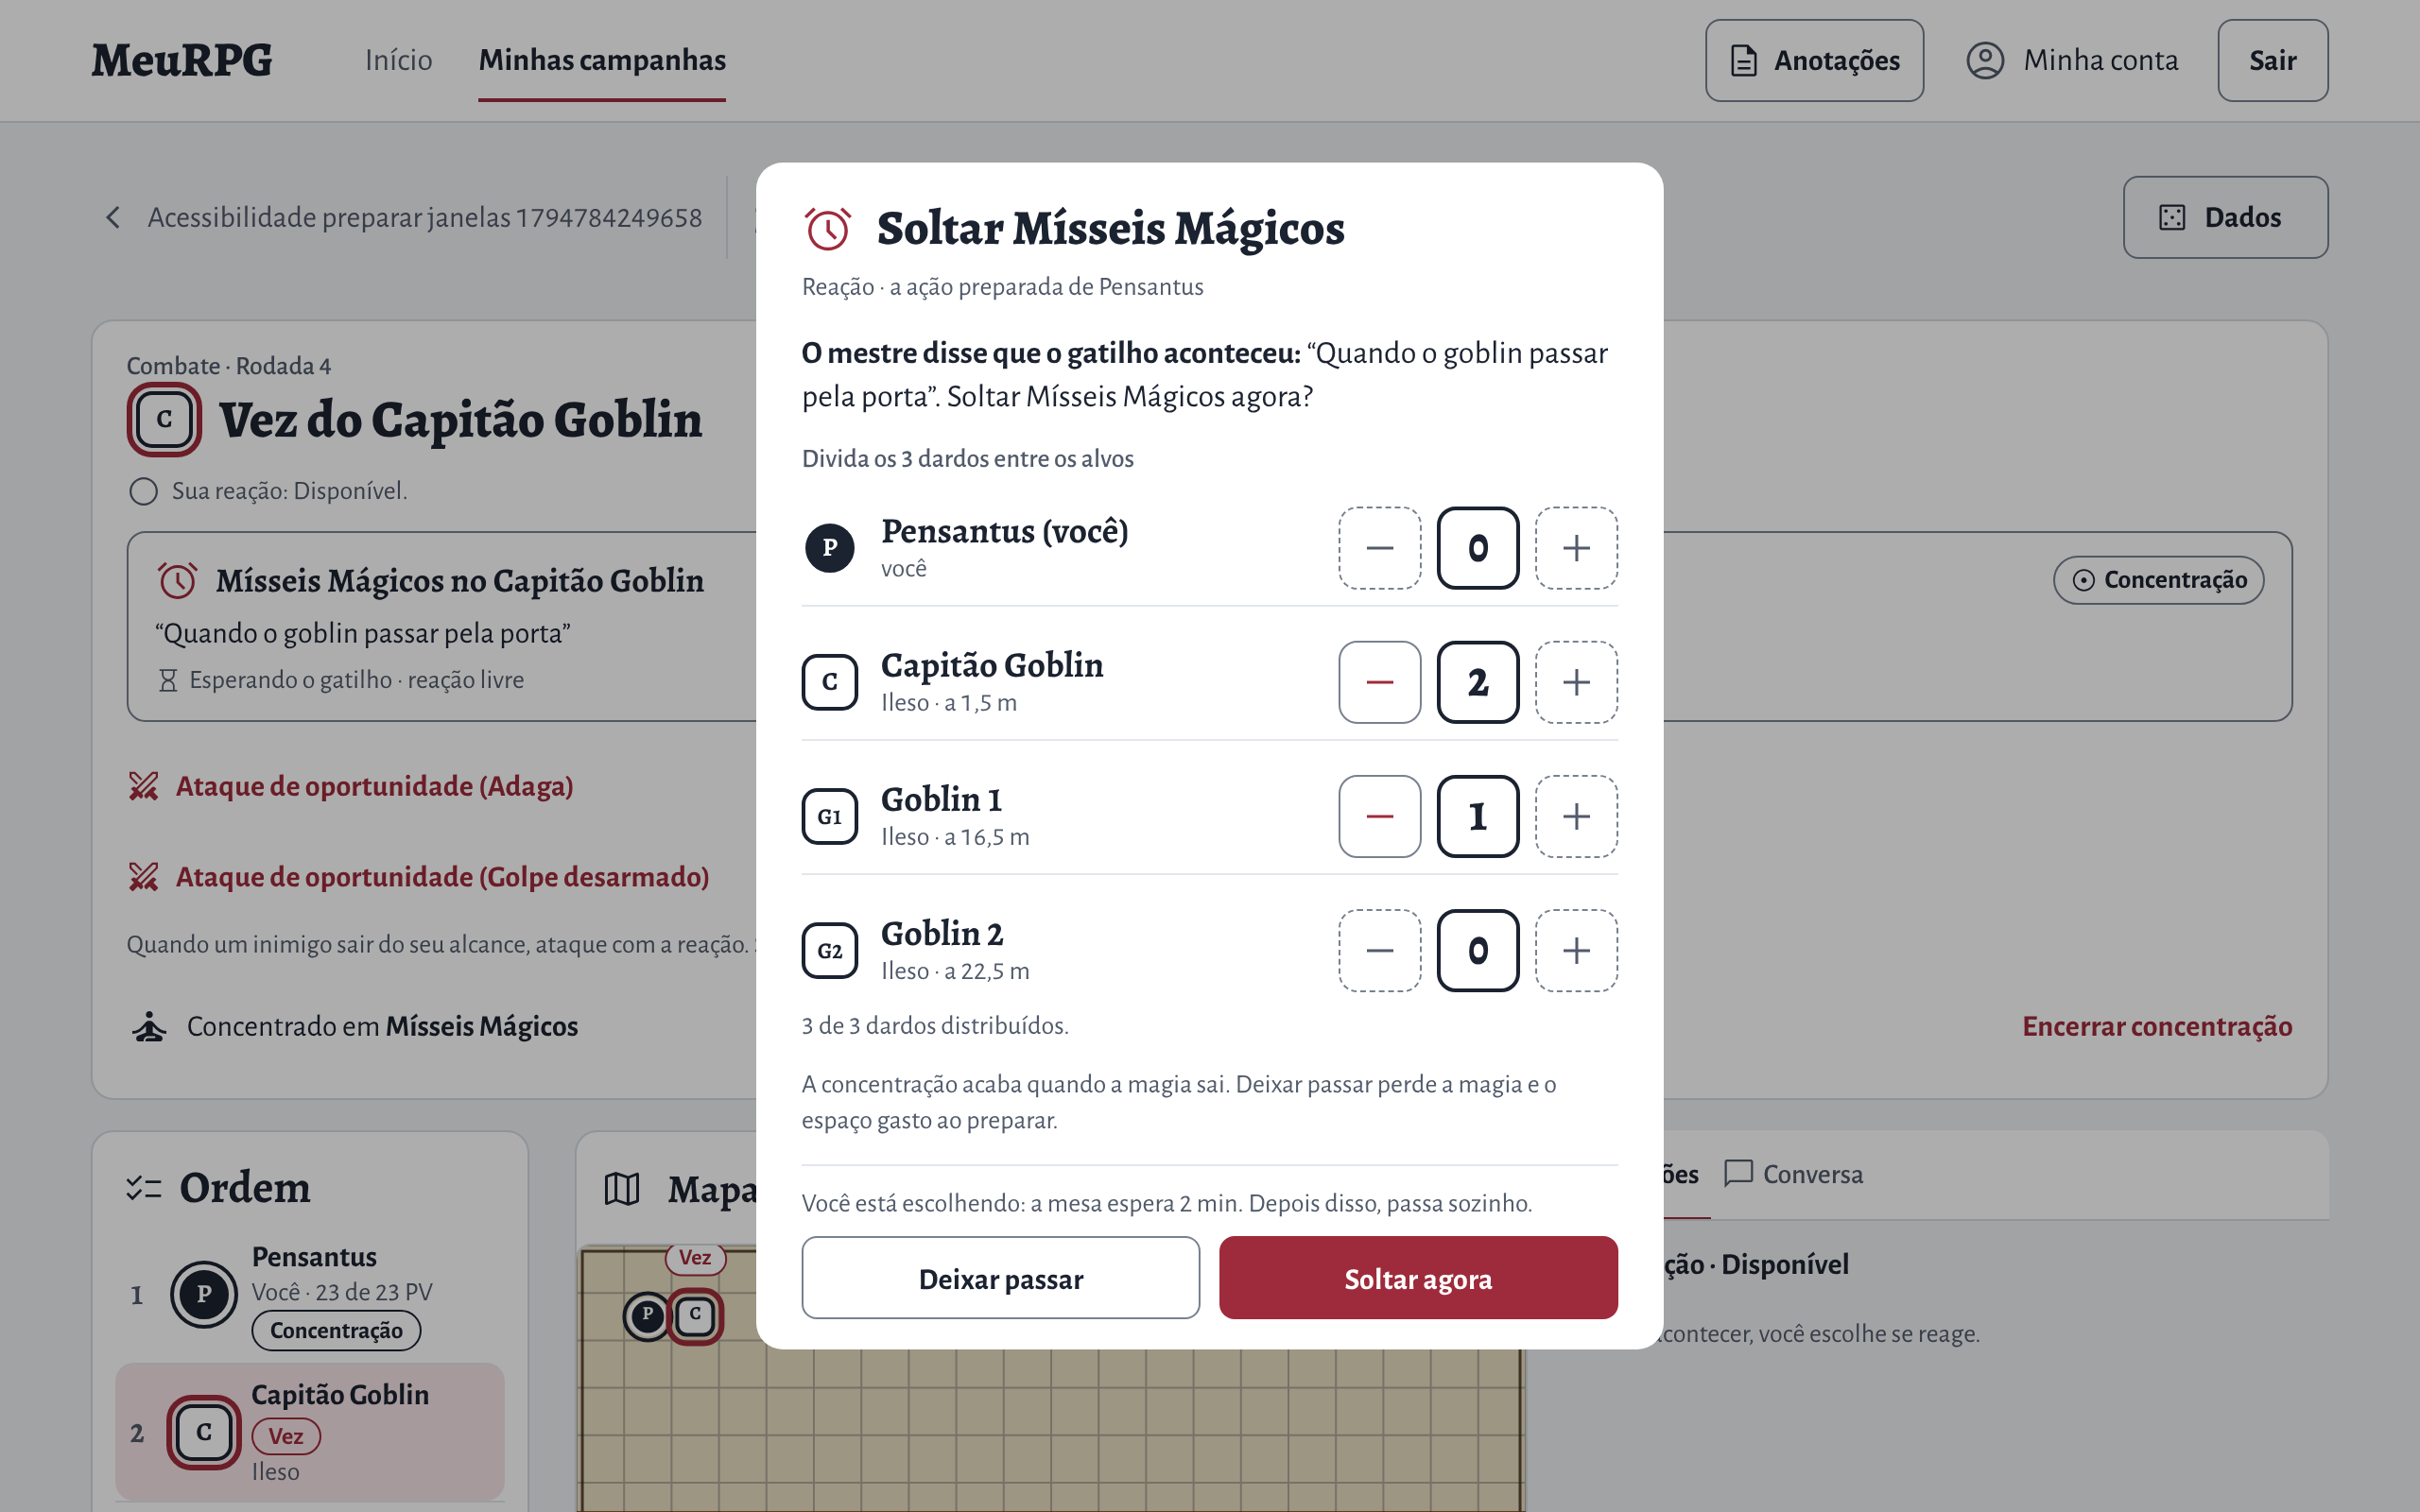 MeuRPG
Início
Minhas campanhas
Anotações
Minha conta
Sair
Acessibilidade preparar janelas 1794784249658
Dados
Combate · Rodada 4
C
Vez do Capitão Goblin
Sua reação: Disponível.
Mísseis Mágicos no Capitão Goblin
Concentração
“Quando o goblin passar pela porta”
Esperando o gatilho · reação livre
Ataque de oportunidade (Adaga)
Ataque de oportunidade (Golpe desarmado)
Quando um inimigo sair do seu alcance, ataque com a reação.
Concentrado em Mísseis Mágicos
Encerrar concentração
Soltar Mísseis Mágicos
Reação · a ação preparada de Pensantus
O mestre disse que o gatilho aconteceu: “Quando o goblin passar
pela porta”. Soltar Mísseis Mágicos agora?
Divida os 3 dardos entre os alvos
P
Pensantus (você)
você
0
C
Capitão Goblin
Ileso · a 1,5 m
2
G1
Goblin 1
Ileso · a 16,5 m
1
G2
Goblin 2
Ileso · a 22,5 m
0
3 de 3 dardos distribuídos.
A concentração acaba quando a magia sai. Deixar passar perde a magia e o
espaço gasto ao preparar.
Você está escolhendo: a mesa espera 2 min. Depois disso, passa sozinho.
Deixar passar
Soltar agora
Ordem
1
P
Pensantus
Você · 23 de 23 PV
Concentração
2
C
Capitão Goblin
Vez
Ileso
Mapa
Vez
P
C
Conversa
· Disponível
você escolhe se reage.